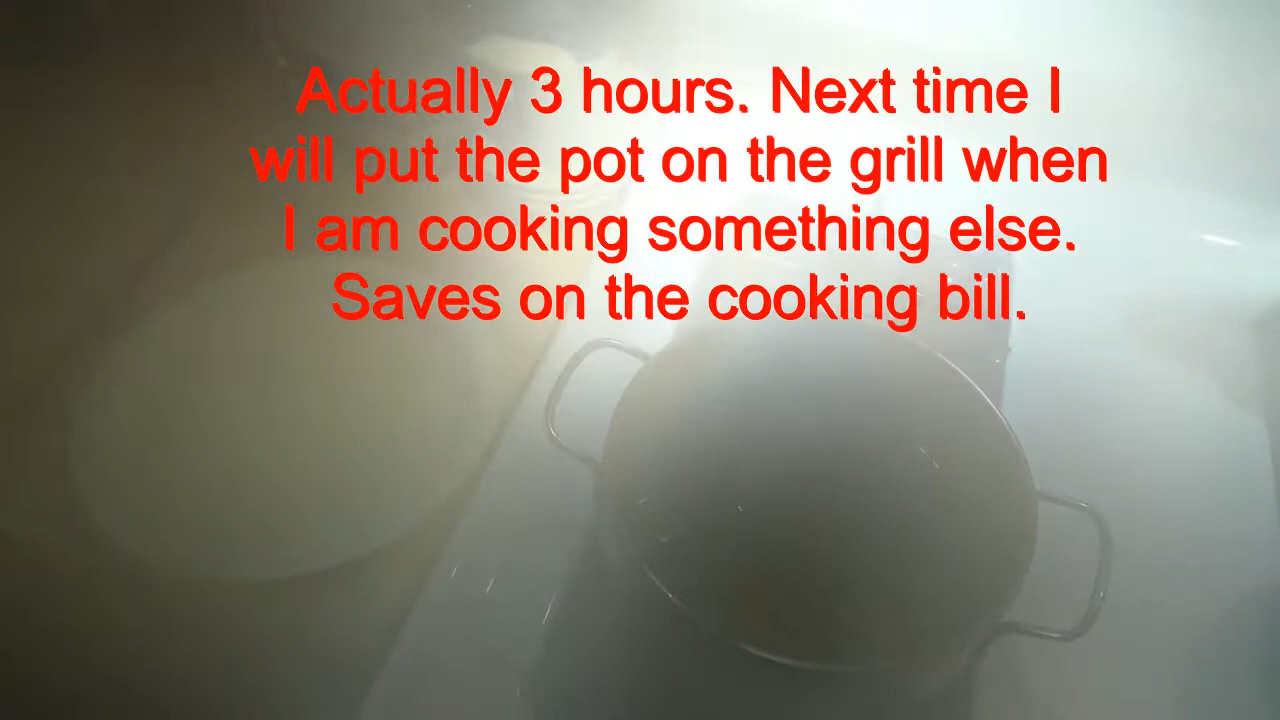 Actually 3 hours. Next time I
will put the pot on the grill when
I am cooking something else.
Saves on the cooking bill.